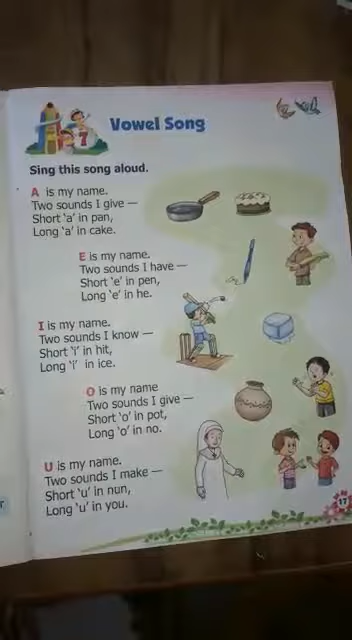 7
Vowel Song
Sing this song aloud.
A is my name.
Two sounds I give —
Short 'a' in pan,
Long 'a' in cake.
E is my name.
Two sounds I have —
Short 'e' in pen,
Long 'e' in he.
I is my name.
Two sounds I know —
Short 'i' in hit,
Long 'i' in ice.
O is my name
Two sounds I give —
Short 'o' in pot,
Long 'o' in no.
U is my name.
Two sounds I make —
Short 'u' in nun,
Long 'u' in you.
17